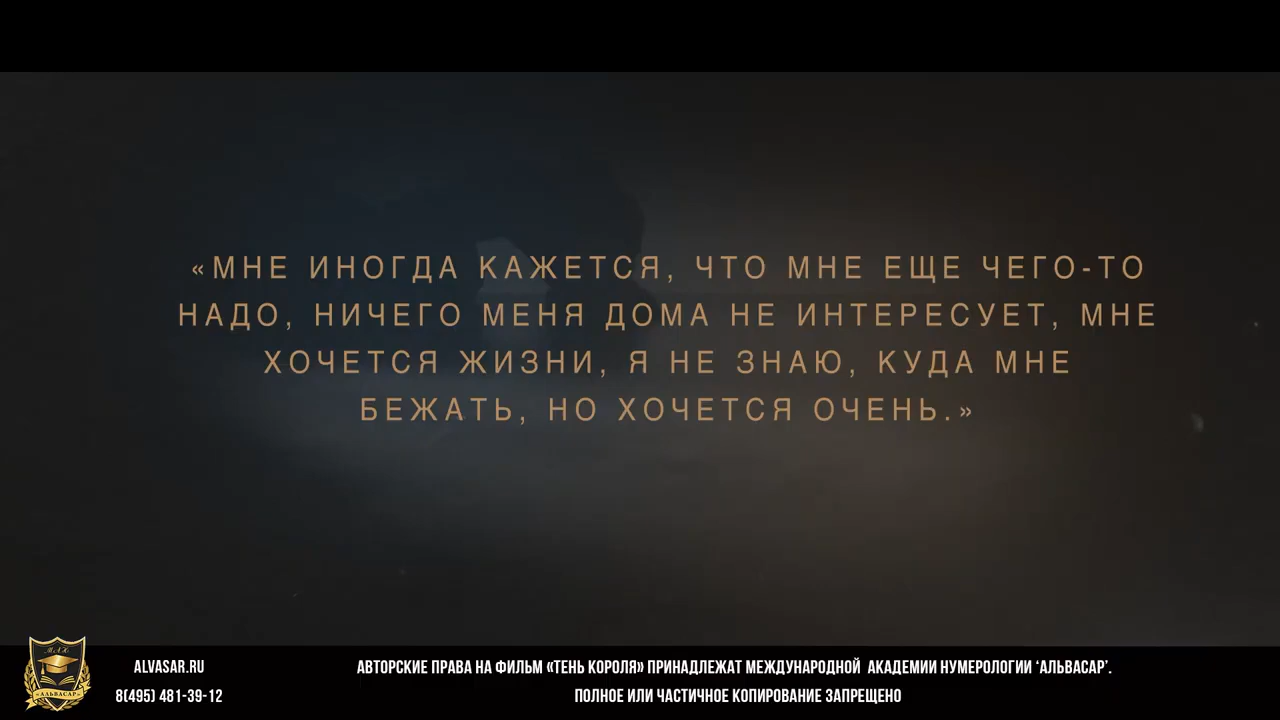 «МНЕ ИНОГДА КАЖЕТСЯ, ЧТО МНЕ ЕЩЕ ЧЕГО-ТО
НАДО, НИЧЕГО МЕНЯ ДОМА НЕ ИНТЕРЕСУЕТ, МНЕ
ХОЧЕТСЯ ЖИЗНИ, Я НЕ ЗНАЮ, КУДА МНЕ
БЕЖАТЬ, НО ХОЧЕТСЯ ОЧЕНЬ.»
МАН
«АЛЬВАСАР»
ALVASAR.RU
8(495) 481-39-12
АВТОРСКИЕ ПРАВА НА ФИЛЬМ «ТЕНЬ КОРОЛЯ» ПРИНАДЛЕЖАТ МЕЖДУНАРОДНОЙ АКАДЕМИИ НУМЕРОЛОГИИ ‘АЛЬВАСАР’.
ПОЛНОЕ ИЛИ ЧАСТИЧНОЕ КОПИРОВАНИЕ ЗАПРЕЩЕНО